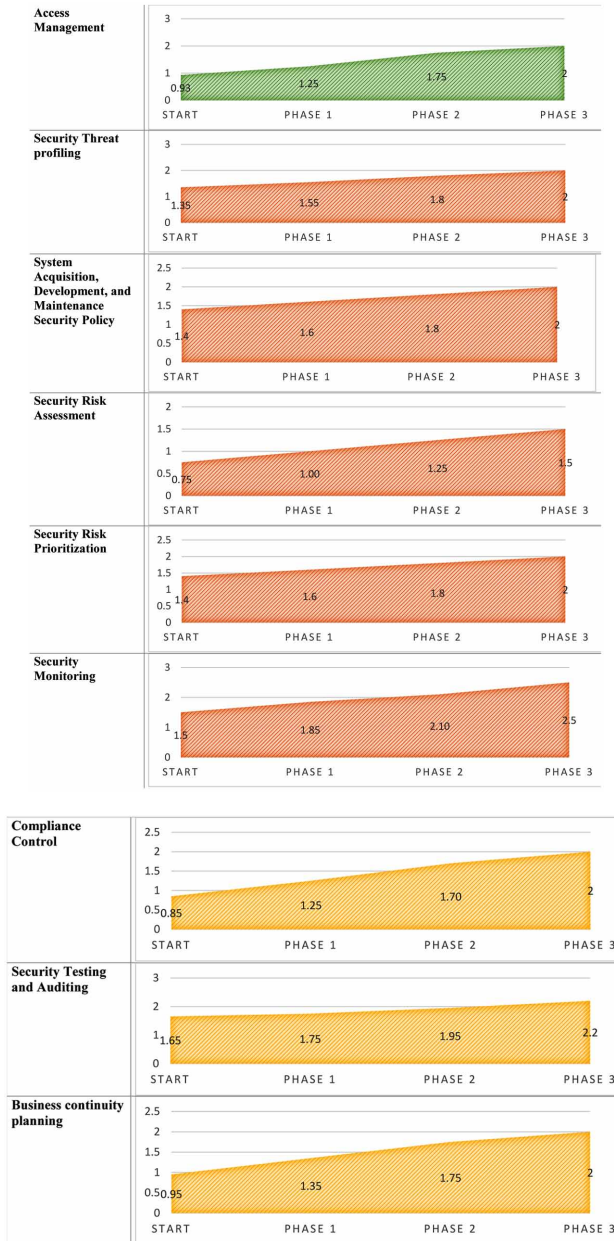 Access
Management
3
2
1
0
0.93
1.25
1.75
2
START PHASE 1 PHASE 2 PHASE 3
Security Threat
profiling
3
2
1
0
1.35
1.55
1.8
2
START PHASE 1 PHASE 2 PHASE 3
System
Acquisition,
Development, and
Maintenance
Security Policy
2.5
2
1.5
1
0.5
0
1.4
1.6
1.8
2
START PHASE 1 PHASE 2 PHASE 3
Security Risk
Assessment
2
1.5
1
0.5
0
0.75
1.00
1.25
1.5
START PHASE 1 PHASE 2 PHASE 3
Security Risk
Prioritization
2.5
2
1.5
1
0.5
0
1.4
1.6
1.8
2
START PHASE 1 PHASE 2 PHASE 3
Security
Monitoring
3
2
1
0
1.5
1.85
2.10
2.5
START PHASE 1 PHASE 2 PHASE 3
Compliance
Control
2.5
2
1.5
1
0.5
0
0.85
1.25
1.70
2
START PHASE 1 PHASE 2 PHASE 3
Security Testing
and Auditing
3
2
1
0
1.65
1.75
1.95
2.2
START PHASE 1 PHASE 2 PHASE 3
Business continuity
planning
2.5
2
1.5
1
0.5
0
0.95
1.35
1.75
2
START PHASE 1 PHASE 2 PHASE 3